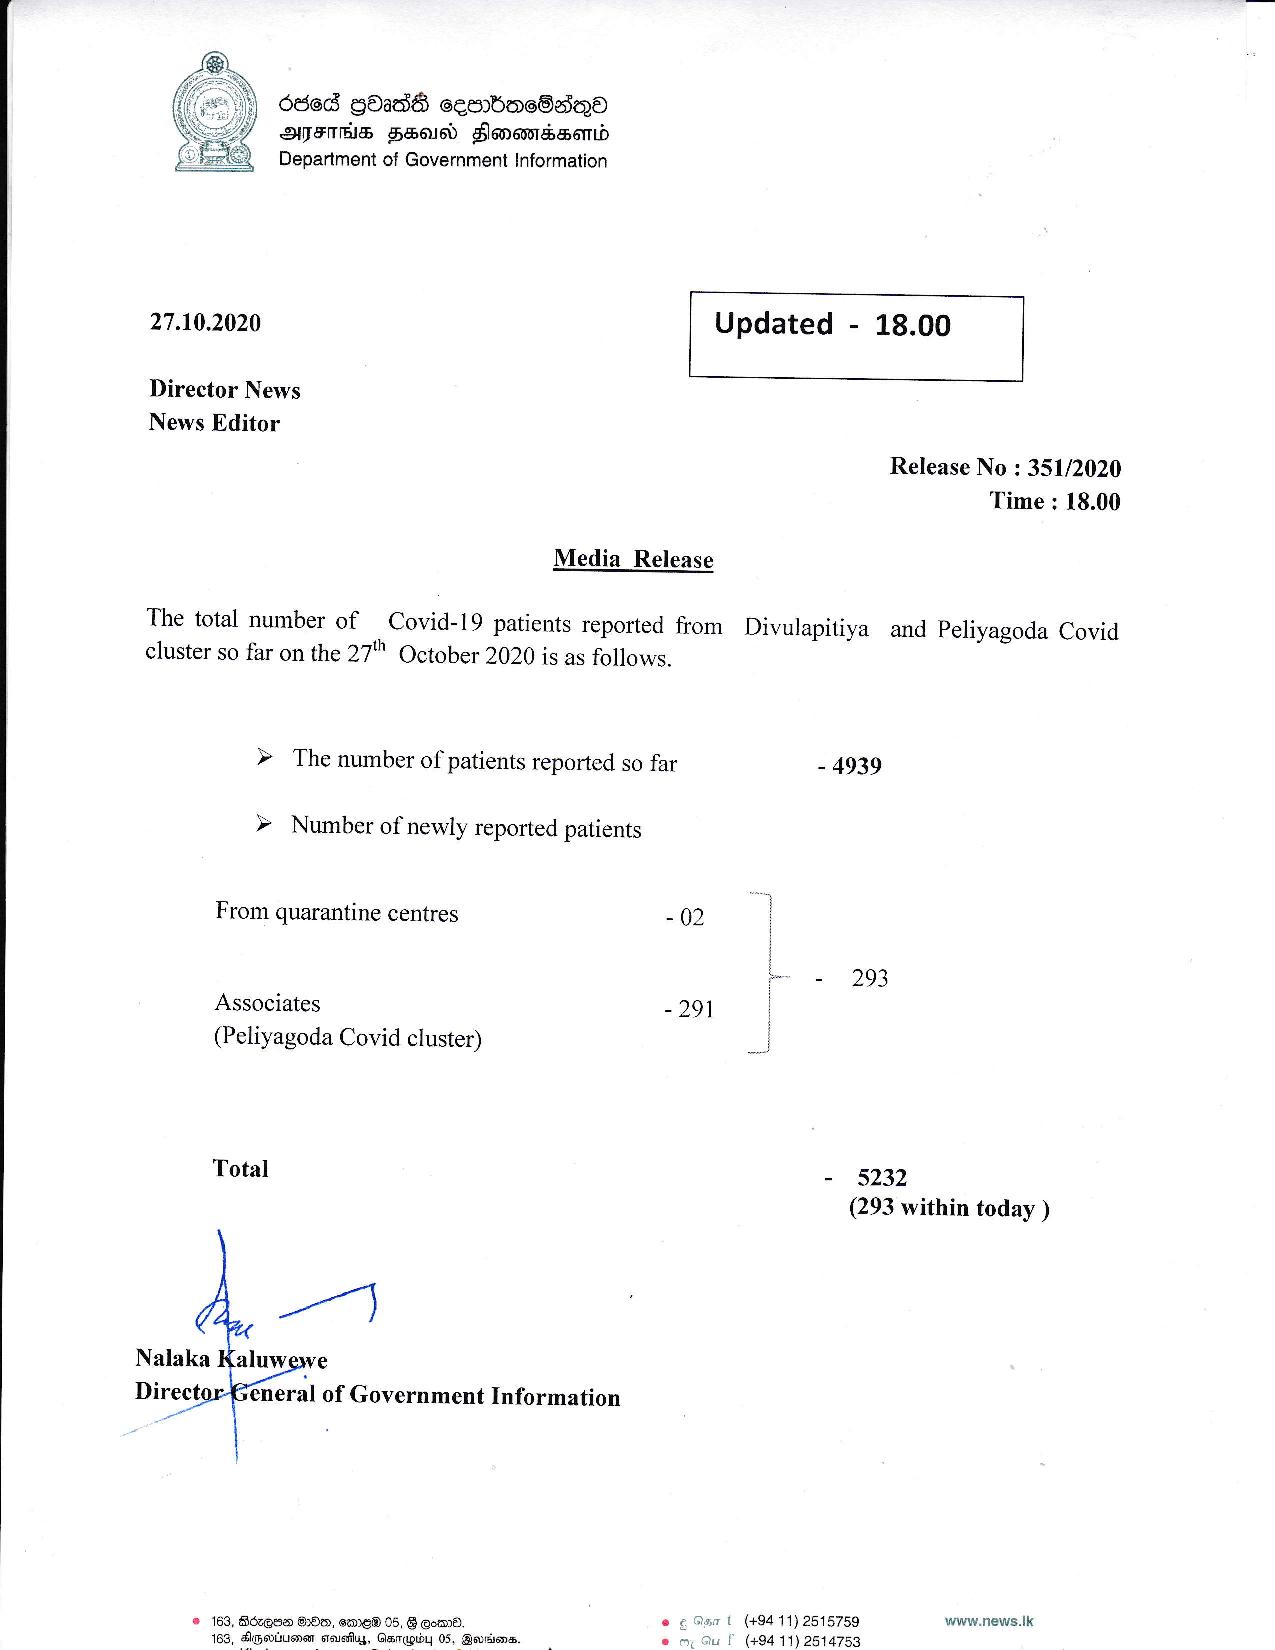 රජයේ ප්‍රවෘත්ති දෙපාර්තමේන්තුව
அரசாங்க தகவல் திணைக்களம்
Department of Government Information
27.10.2020
Updated - 18.00
Director News
News Editor
Release No : 351/2020
Time : 18.00
Media Release
The total number of Covid-19 patients reported from Divulapitiya and Peliyagoda Covid
cluster so far on the 27th October 2020 is as follows.
➢ The number of patients reported so far - 4939
➢ Number of newly reported patients
From quarantine centres - 02
- 293
Associates - 291
(Peliyagoda Covid cluster)
Total - 5232
(293 within today )
Nalaka Kaluwewe
Director General of Government Information
163, කිරුලපන මාවත, කොළඹ 05, ශ්‍රී ලංකාව. (+94 11) 2515759 www.news.lk
163, கிருலப்பனை எவனியூ, கொழும்பு 05, இலங்கை. (+94 11) 2514753